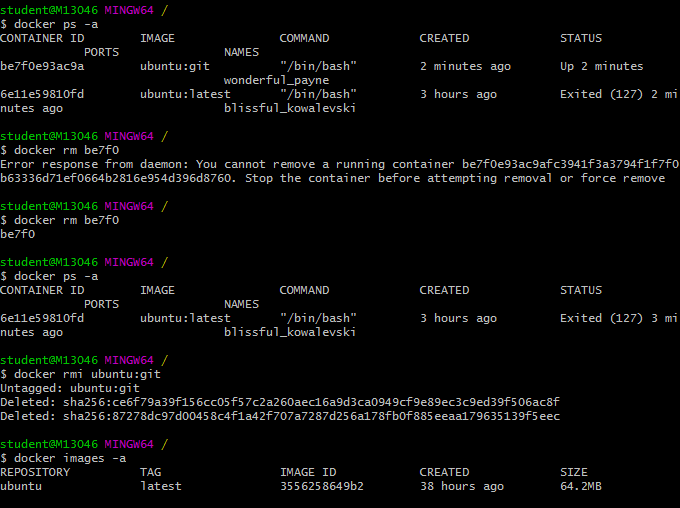 student@M13046 MINGW64 /
$ docker ps -a
CONTAINER ID        IMAGE               COMMAND             CREATED             STATUS
            PORTS               NAMES
be7f0e93ac9a        ubuntu:git          "/bin/bash"         2 minutes ago       Up 2 minutes
                                wonderful_payne
6e11e59810fd        ubuntu:latest       "/bin/bash"         3 hours ago         Exited (127) 2 mi
nutes ago                       blissful_kowalevski
student@M13046 MINGW64 /
$ docker rm be7f0
Error response from daemon: You cannot remove a running container be7f0e93ac9afc3941f3a3794f1f7f0
b63336d71ef0664b2816e954d396d8760. Stop the container before attempting removal or force remove
student@M13046 MINGW64 /
$ docker rm be7f0
be7f0
student@M13046 MINGW64 /
$ docker ps -a
CONTAINER ID        IMAGE               COMMAND             CREATED             STATUS
            PORTS               NAMES
6e11e59810fd        ubuntu:latest       "/bin/bash"         3 hours ago         Exited (127) 3 mi
nutes ago                       blissful_kowalevski
student@M13046 MINGW64 /
$ docker rmi ubuntu:git
Untagged: ubuntu:git
Deleted: sha256:ce6f79a39f156cc05f57c2a260aec16a9d3ca0949cf9e89ec3c9ed39f506ac8f
Deleted: sha256:87278dc97d00458c4f1a42f707a7287d256a178fb0f885eeaa179635139f5eec
student@M13046 MINGW64 /
$ docker images -a
REPOSITORY          TAG                 IMAGE ID            CREATED             SIZE
ubuntu              latest              3556258649b2        38 hours ago        64.2MB